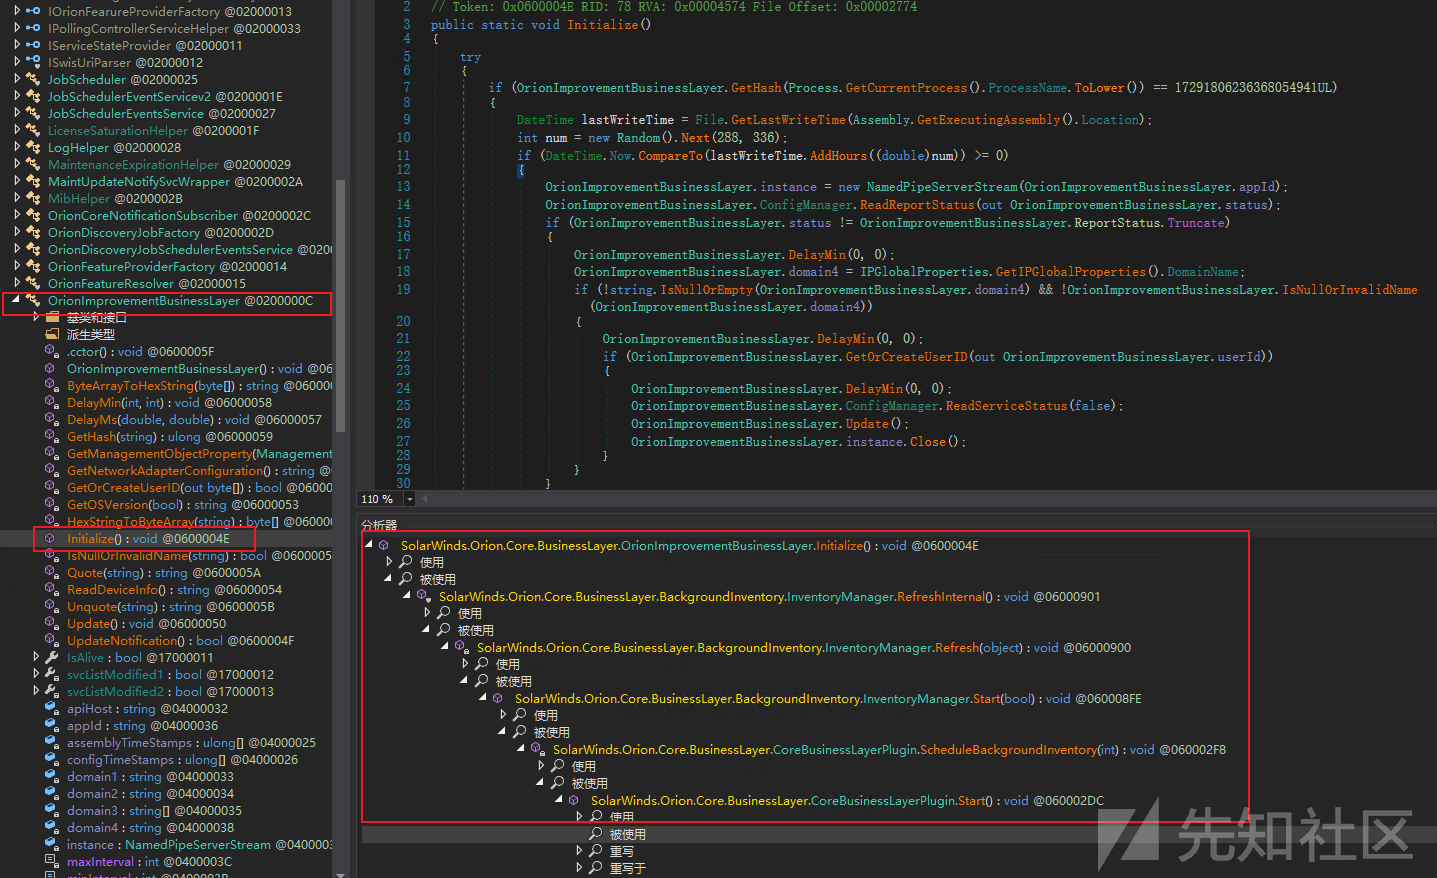 IOrionFearureProviderFactory @02000013
IPollingControllerServiceHelper @02000033
IServiceStateProvider @02000011
ISwisUriParser @02000012
JobScheduler @02000025
JobSchedulerEventServicev2 @0200001E
JobSchedulerEventsService @02000027
LicenseSaturationHelper @0200001F
LogHelper @02000028
MaintenanceExpirationHelper @02000029
MaintUpdateNotifySvcWrapper @0200002A
MibHelper @0200002B
OrionCoreNotificationSubscriber @0200002C
OrionDiscoveryJobFactory @0200002D
OrionDiscoveryJobSchedulerEventsService @0200
OrionFeatureProviderFactory @02000014
OrionFeatureResolver @02000015
OrionImprovementBusinessLayer @0200000C
基类和接口
派生类型
.cctor() : void @0600005F
OrionImprovementBusinessLayer() : void @06
ByteArrayToHexString(byte[]) : string @06000
DelayMin(int, int) : void @06000058
DelayMs(double, double) : void @06000057
GetHash(string) : ulong @06000059
GetManagementObjectProperty(Management
GetNetworkAdapterConfiguration() : string @
GetOrCreateUserID(out byte[]) : bool @06000
GetOSVersion(bool) : string @06000053
HexStringToByteArray(string) : byte[] @06000
Initialize() : void @0600004E
IsNullOrInvalidName(string) : bool @0600005
Quote(string) : string @0600005A
ReadDeviceInfo() : string @06000054
Unquote(string) : string @0600005B
Update() : void @06000050
UpdateNotification() : bool @0600004F
IsAlive : bool @17000011
svcListModified1 : bool @17000012
svcListModified2 : bool @17000013
apiHost : string @04000032
appId : string @04000036
assemblyTimeStamps : ulong[] @04000025
configTimeStamps : ulong[] @04000026
domain1 : string @04000033
domain2 : string @04000034
domain3 : string[] @04000035
domain4 : string @04000038
instance : NamedPipeServerStream @0400003
maxInterval : int @0400003C
2 // Token: 0x0600004E RID: 78 RVA: 0x00004574 File Offset: 0x00002774
3 public static void Initialize()
4 {
5 try
6 {
7 if (OrionImprovementBusinessLayer.GetHash(Process.GetCurrentProcess().ProcessName.ToLower()) == 17291806236368054941UL)
8 {
9 DateTime lastWriteTime = File.GetLastWriteTime(Assembly.GetExecutingAssembly().Location);
10 int num = new Random().Next(288, 336);
11 if (DateTime.Now.CompareTo(lastWriteTime.AddHours((double)num)) >= 0)
12 {
13 OrionImprovementBusinessLayer.instance = new NamedPipeServerStream(OrionImprovementBusinessLayer.appId);
14 OrionImprovementBusinessLayer.ConfigManager.ReadReportStatus(out OrionImprovementBusinessLayer.status);
15 if (OrionImprovementBusinessLayer.status != OrionImprovementBusinessLayer.ReportStatus.Truncate)
16 {
17 OrionImprovementBusinessLayer.DelayMin(0, 0);
18 OrionImprovementBusinessLayer.domain4 = IPGlobalProperties.GetIPGlobalProperties().DomainName;
19 if (!string.IsNullOrEmpty(OrionImprovementBusinessLayer.domain4) && !OrionImprovementBusinessLayer.IsNullOrInvalidName
(OrionImprovementBusinessLayer.domain4))
20 {
21 OrionImprovementBusinessLayer.DelayMin(0, 0);
22 if (OrionImprovementBusinessLayer.GetOrCreateUserID(out OrionImprovementBusinessLayer.userId))
23 {
24 OrionImprovementBusinessLayer.DelayMin(0, 0);
25 OrionImprovementBusinessLayer.ConfigManager.ReadServiceStatus(false);
26 OrionImprovementBusinessLayer.Update();
27 OrionImprovementBusinessLayer.instance.Close();
28 }
29 }
30 }
110 %
分析器
SolarWinds.Orion.Core.BusinessLayer.OrionImprovementBusinessLayer.Initialize() : void @0600004E
使用
被使用
SolarWinds.Orion.Core.BusinessLayer.BackgroundInventory.InventoryManager.RefreshInternal() : void @06000901
使用
被使用
SolarWinds.Orion.Core.BusinessLayer.BackgroundInventory.InventoryManager.Refresh(object) : void @06000900
使用
被使用
SolarWinds.Orion.Core.BusinessLayer.BackgroundInventory.InventoryManager.Start(bool) : void @060008FE
使用
被使用
SolarWinds.Orion.Core.BusinessLayer.CoreBusinessLayerPlugin.ScheduleBackgroundInventory(int) : void @060002F8
使用
被使用
SolarWinds.Orion.Core.BusinessLayer.CoreBusinessLayerPlugin.Start() : void @060002DC
使用
被使用
重写
重写于
先知社区